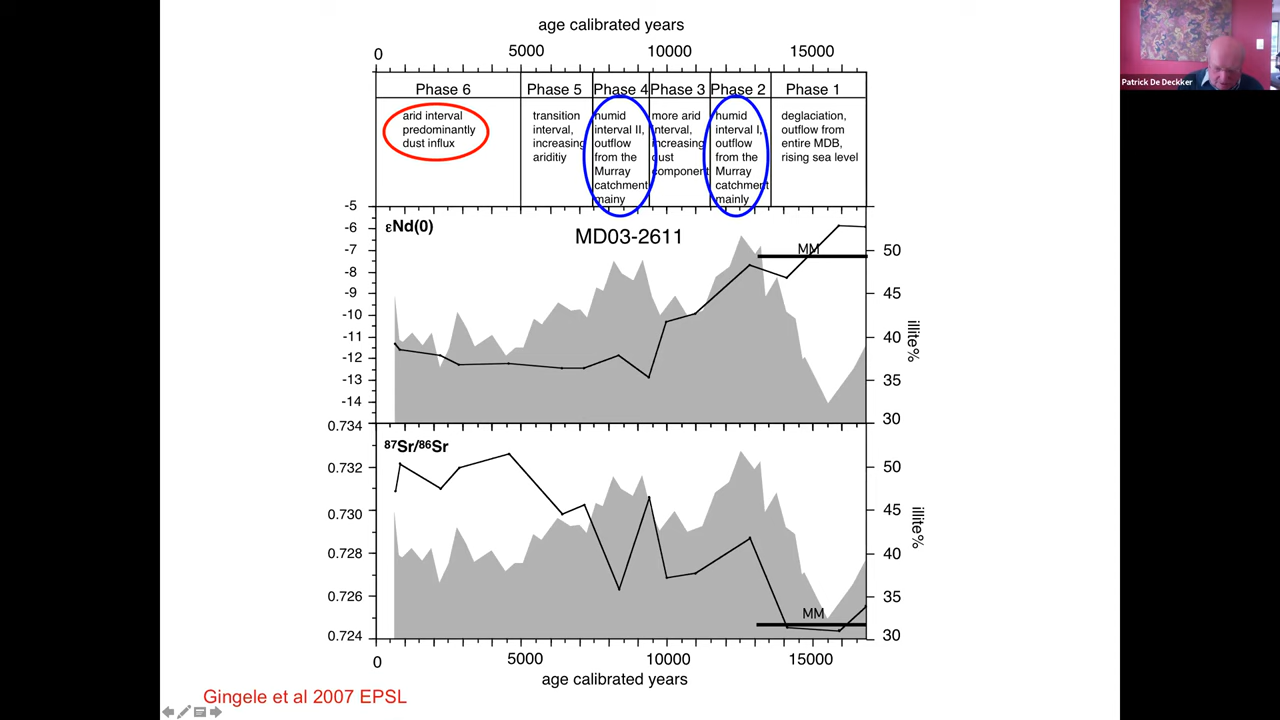 age calibrated years
0 5000 10000 15000
Phase 6 Phase 5 Phase 4 Phase 3 Phase 2 Phase 1
arid interval
predominantly
dust influx
transition
interval,
increasing
ariditiy
humid
interval II,
outflow
from the
Murray
catchment
mainy
more arid
interval,
increasing
dust
component
humid
interval I,
outflow
from the
Murray
catchment
mainly
deglaciation,
outflow from
entire MDB,
rising sea level
-5
-6
-7
-8
-9
-10
-11
-12
-13
-14
εNd(0)
MD03-2611
MM
50
45
40
35
30
illite%
0.734
0.732
0.730
0.728
0.726
0.724
87Sr/86Sr
MM
50
45
40
35
30
illite%
0 5000 10000 15000
age calibrated years
Gingele et al 2007 EPSL
Patrick De Deckker